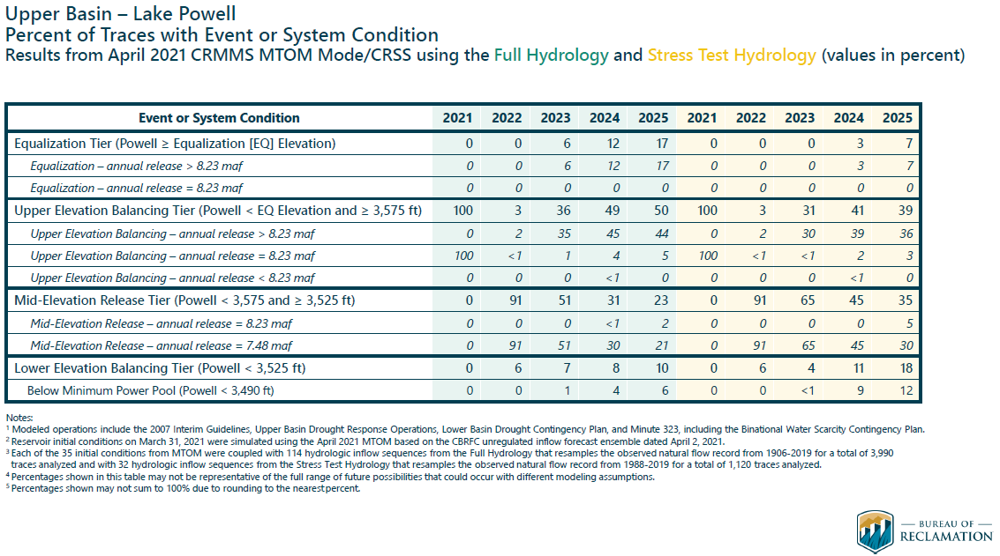 Upper Basin – Lake Powell
Percent of Traces with Event or System Condition
Results from April 2021 CRMMS MTOM Mode/CRSS using the Full Hydrology and Stress Test Hydrology (values in percent)
Event or System Condition 2021 2022 2023 2024 2025 2021 2022 2023 2024 2025
Equalization Tier (Powell ≥ Equalization [EQ] Elevation) 0 0 6 12 17 0 0 0 3 7
Equalization – annual release > 8.23 maf 0 0 6 12 17 0 0 0 3 7
Equalization – annual release = 8.23 maf 0 0 0 0 0 0 0 0 0 0
Upper Elevation Balancing Tier (Powell < EQ Elevation and ≥ 3,575 ft) 100 3 36 49 50 100 3 31 41 39
Upper Elevation Balancing – annual release > 8.23 maf 0 2 35 45 44 0 2 30 39 36
Upper Elevation Balancing – annual release = 8.23 maf 100 <1 1 4 5 100 <1 <1 2 3
Upper Elevation Balancing – annual release < 8.23 maf 0 0 0 <1 0 0 0 0 <1 0
Mid-Elevation Release Tier (Powell < 3,575 and ≥ 3,525 ft) 0 91 51 31 23 0 91 65 45 35
Mid-Elevation Release – annual release = 8.23 maf 0 0 0 <1 2 0 0 0 0 5
Mid-Elevation Release – annual release = 7.48 maf 0 91 51 30 21 0 91 65 45 30
Lower Elevation Balancing Tier (Powell < 3,525 ft) 0 6 7 8 10 0 6 4 11 18
Below Minimum Power Pool (Powell < 3,490 ft) 0 0 1 4 6 0 0 <1 9 12
Notes:
1 Modeled operations include the 2007 Interim Guidelines, Upper Basin Drought Response Operations, Lower Basin Drought Contingency Plan, and Minute 323, including the Binational Water Scarcity Contingency Plan.
2 Reservoir initial conditions on March 31, 2021 were simulated using the April 2021 MTOM based on the CBRFC unregulated inflow forecast ensemble dated April 2, 2021.
3 Each of the 35 initial conditions from MTOM were coupled with 114 hydrologic inflow sequences from the Full Hydrology that resamples the observed natural flow record from 1906-2019 for a total of 3,990
traces analyzed and with 32 hydrologic inflow sequences from the Stress Test Hydrology that resamples the observed natural flow record from 1988-2019 for a total of 1,120 traces analyzed.
4 Percentages shown in this table may not be representative of the full range of future possibilities that could occur with different modeling assumptions.
5 Percentages shown may not sum to 100% due to rounding to the nearest percent.
BUREAU OF
RECLAMATION